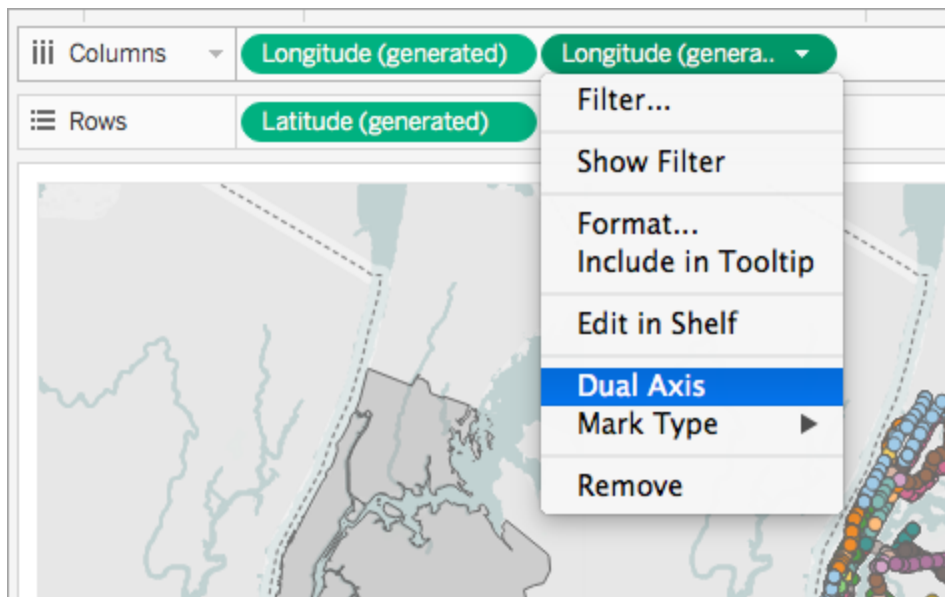 Columns
Longitude (generated)
Longitude (genera..
Rows
Latitude (generated)
Filter...
Show Filter
Format...
Include in Tooltip
Edit in Shelf
Dual Axis
Mark Type
Remove